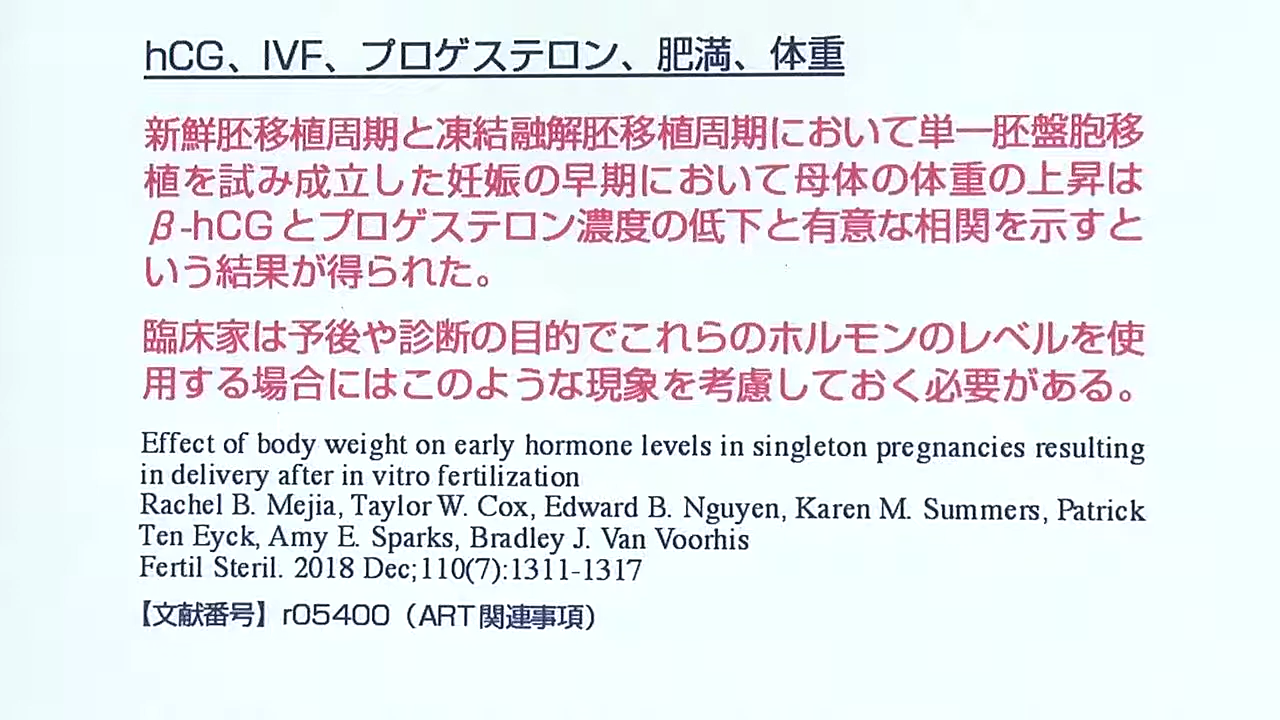 hCG、IVF、プロゲステロン、肥満、体重
新鮮胚移植周期と凍結融解胚移植周期において単一胚盤胞移
植を試み成立した妊娠の早期において母体の体重の上昇は
β-hCGとプロゲステロン濃度の低下と有意な相関を示すと
いう結果が得られた。
臨床家は予後や診断の目的でこれらのホルモンのレベルを使
用する場合にはこのような現象を考慮しておく必要がある。
Effect of body weight on early hormone levels in singleton pregnancies resulting
in delivery after in vitro fertilization
Rachel B. Mejia, Taylor W. Cox, Edward B. Nguyen, Karen M. Summers, Patrick
Ten Eyck, Amy E. Sparks, Bradley J. Van Voorhis
Fertil Steril. 2018 Dec;110(7):1311-1317
【文献番号】r05400（ART関連事項）